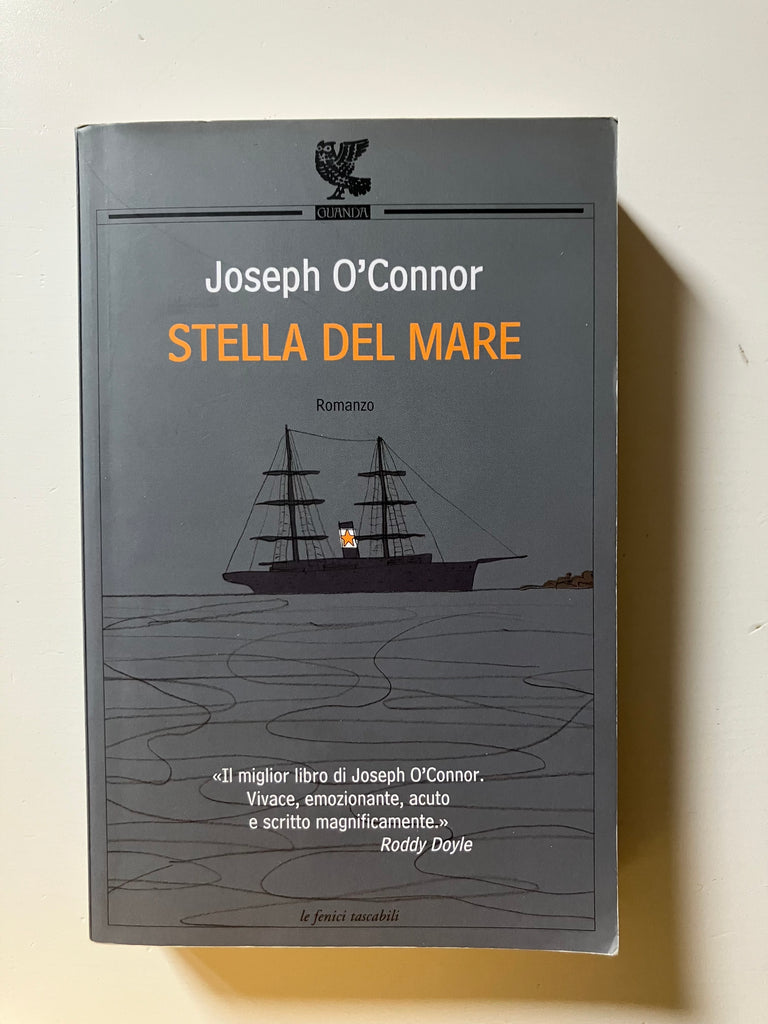 GUANDA
Joseph O'Connor
STELLA DEL MARE
Romanzo
«Il miglior libro di Joseph O'Connor.
Vivace, emozionante, acuto
e scritto magnificamente.»
Roddy Doyle
le fenici tascabili